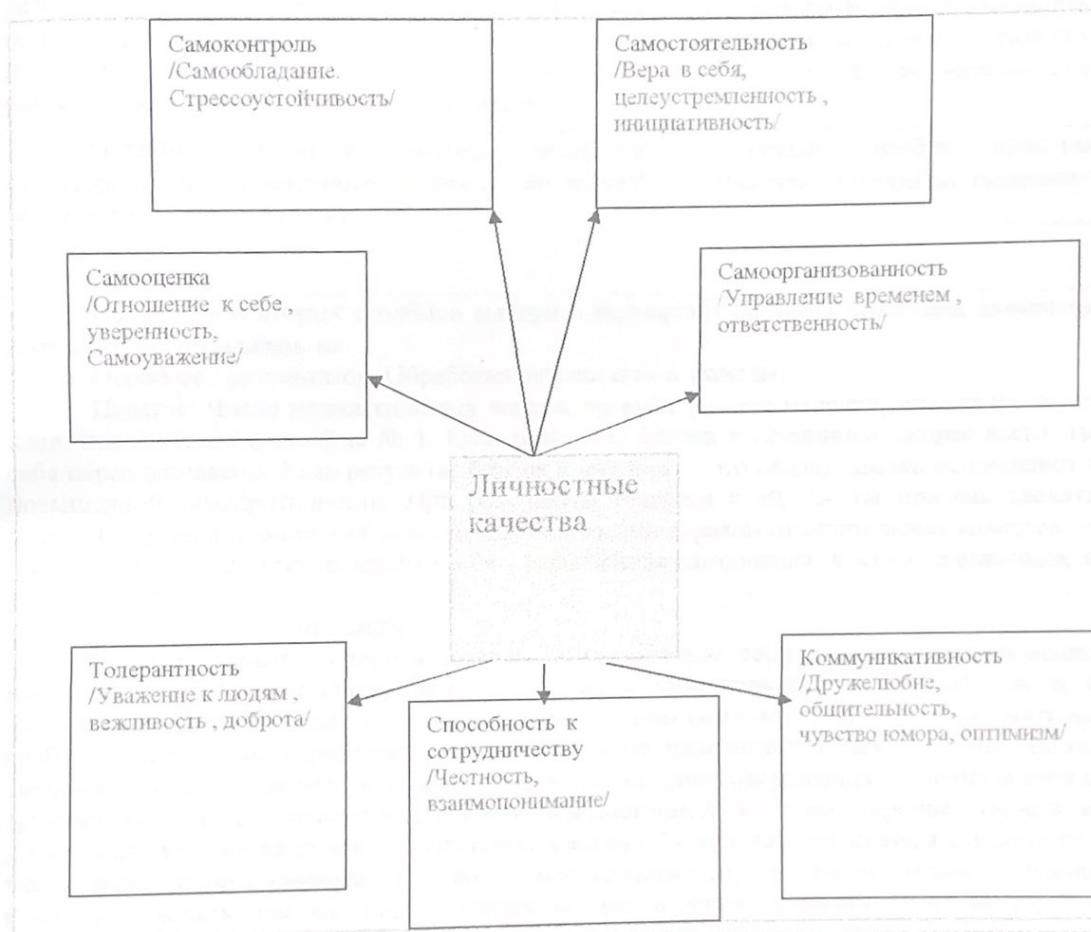 Самоконтроль
/Самообладание.
Стрессоустойчивость/
Самостоятельность
/Вера в себя,
целеустремленность ,
инициативность/
Самооценка
/Отношение к себе ,
уверенность,
Самоуважение/
Самоорганизованность
/Управление временем ,
ответственность/
Личностные
качества
Толерантность
/Уважение к людям ,
вежливость , доброта/
Способность к
сотрудничеству
/Честность,
взаимопонимание/
Коммуникативность
/Дружелюбие,
общительность,
чувство юмора, оптимизм/